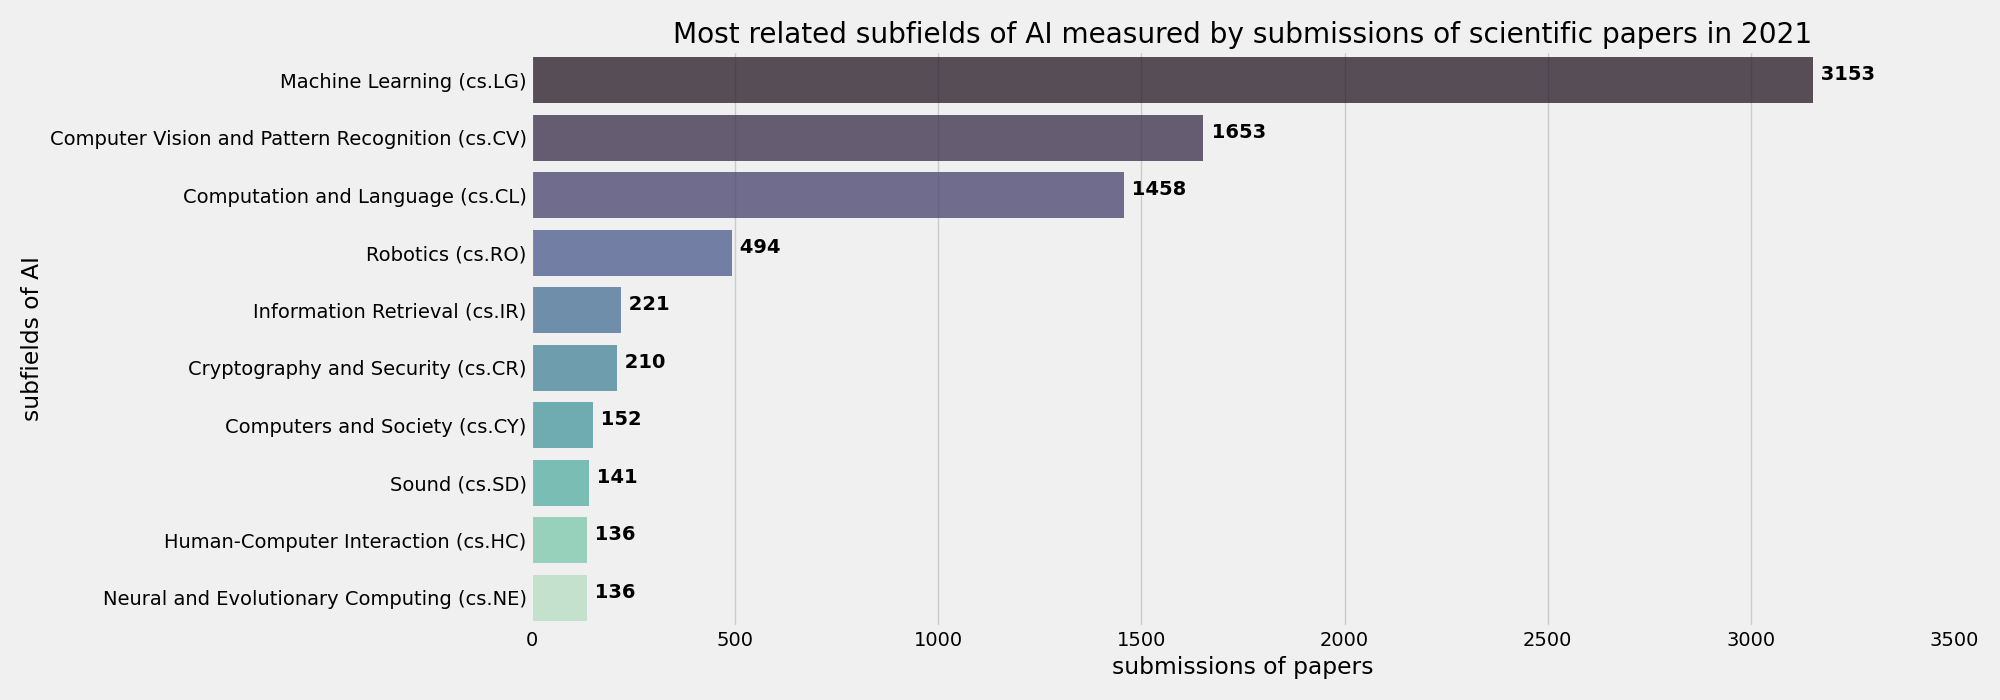 Most related subfields of AI measured by submissions of scientific papers in 2021
Machine Learning (cs.LG) 3153
Computer Vision and Pattern Recognition (cs.CV) 1653
Computation and Language (cs.CL) 1458
Robotics (cs.RO) 494
Information Retrieval (cs.IR) 221
Cryptography and Security (cs.CR) 210
Computers and Society (cs.CY) 152
Sound (cs.SD) 141
Human-Computer Interaction (cs.HC) 136
Neural and Evolutionary Computing (cs.NE) 136
subfields of AI
0 500 1000 1500 2000 2500 3000 3500
submissions of papers